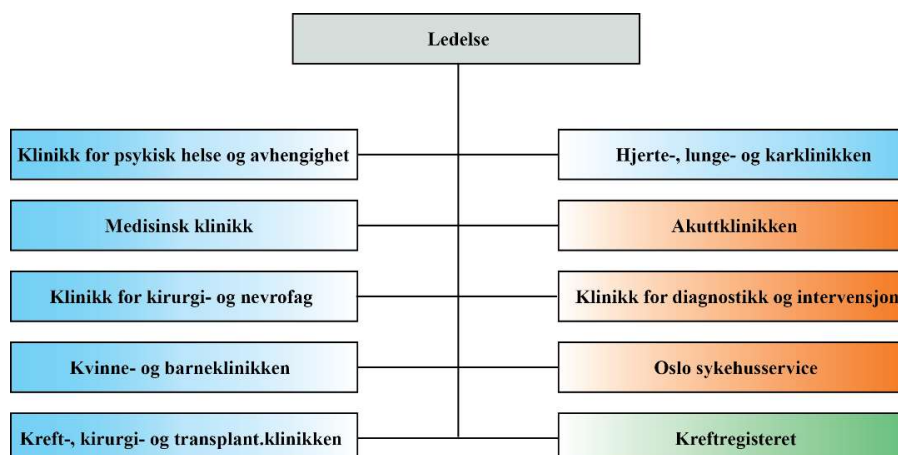 Ledelse
Klinikk for psykisk helse og avhengighet
Hjerte-, lunge- og karklinikken
Medisinsk klinikk
Akuttklinikken
Klinikk for kirurgi- og nevrofag
Klinikk for diagnostikk og intervensjon
Kvinne- og barneklinikken
Oslo sykehusservice
Kreft-, kirurgi- og transplant.klinikken
Kreftregisteret